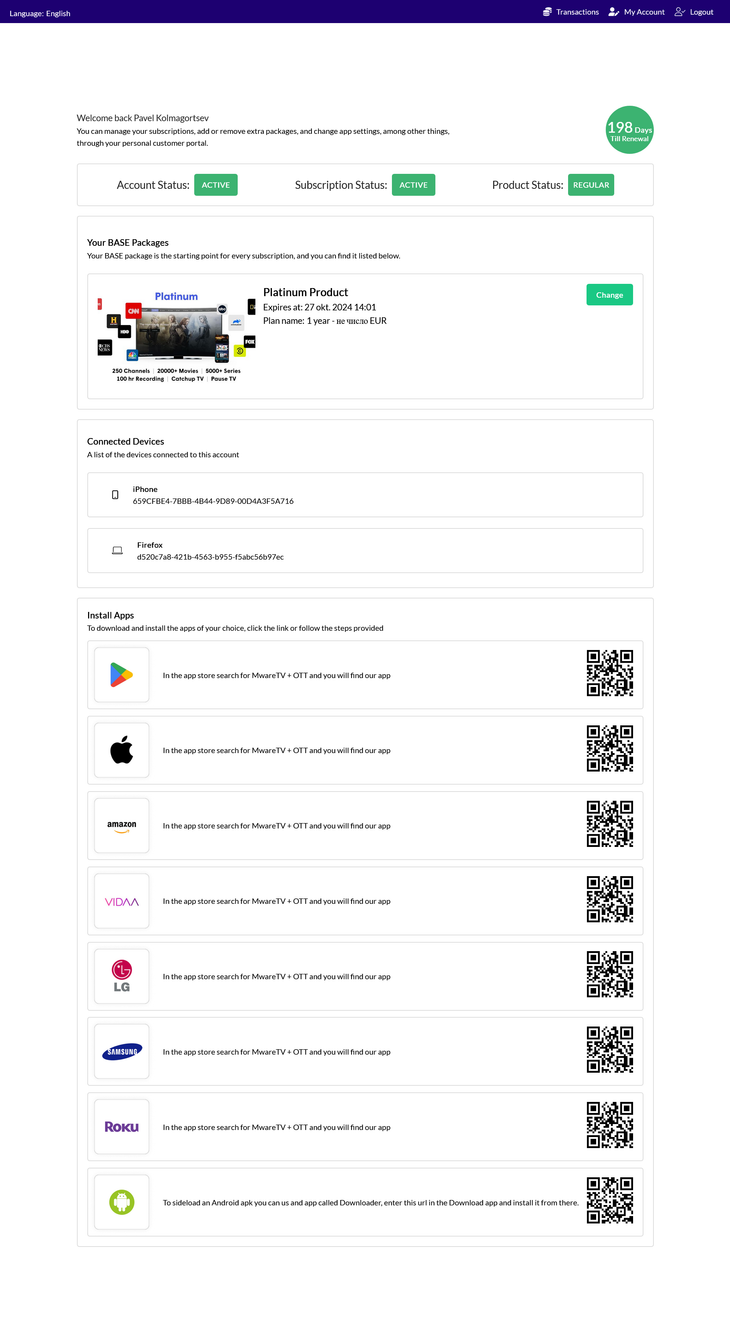 Language: English
Transactions
My Account
Logout
Welcome back Pavel Kolmagortsev
You can manage your subscriptions, add or remove extra packages, and change app settings, among other things,
through your personal customer portal.
198 Days
Till Renewal
Account Status: ACTIVE
Subscription Status: ACTIVE
Product Status: REGULAR
Your BASE Packages
Your BASE package is the starting point for every subscription, and you can find it listed below.
Platinum
CNN
abc
H
HBO
FOX
CBS NEWS
250 Channels | 20000+ Movies | 5000+ Series
100 hr Recording | Catchup TV | Pause TV
Platinum Product
Expires at: 27 okt. 2024 14:01
Plan name: 1 year - не число EUR
Change
Connected Devices
A list of the devices connected to this account
iPhone
659CFBE4-7BBB-4B44-9D89-00D4A3F5A716
Firefox
d520c7a8-421b-4563-b955-f5abc56b97ec
Install Apps
To download and install the apps of your choice, click the link or follow the steps provided
In the app store search for MwareTV + OTT and you will find our app
In the app store search for MwareTV + OTT and you will find our app
amazon
In the app store search for MwareTV + OTT and you will find our app
VIDAA
In the app store search for MwareTV + OTT and you will find our app
LG
In the app store search for MwareTV + OTT and you will find our app
SAMSUNG
In the app store search for MwareTV + OTT and you will find our app
ROKU
In the app store search for MwareTV + OTT and you will find our app
To sideload an Android apk you can us and app called Downloader, enter this url in the Download app and install it from there.